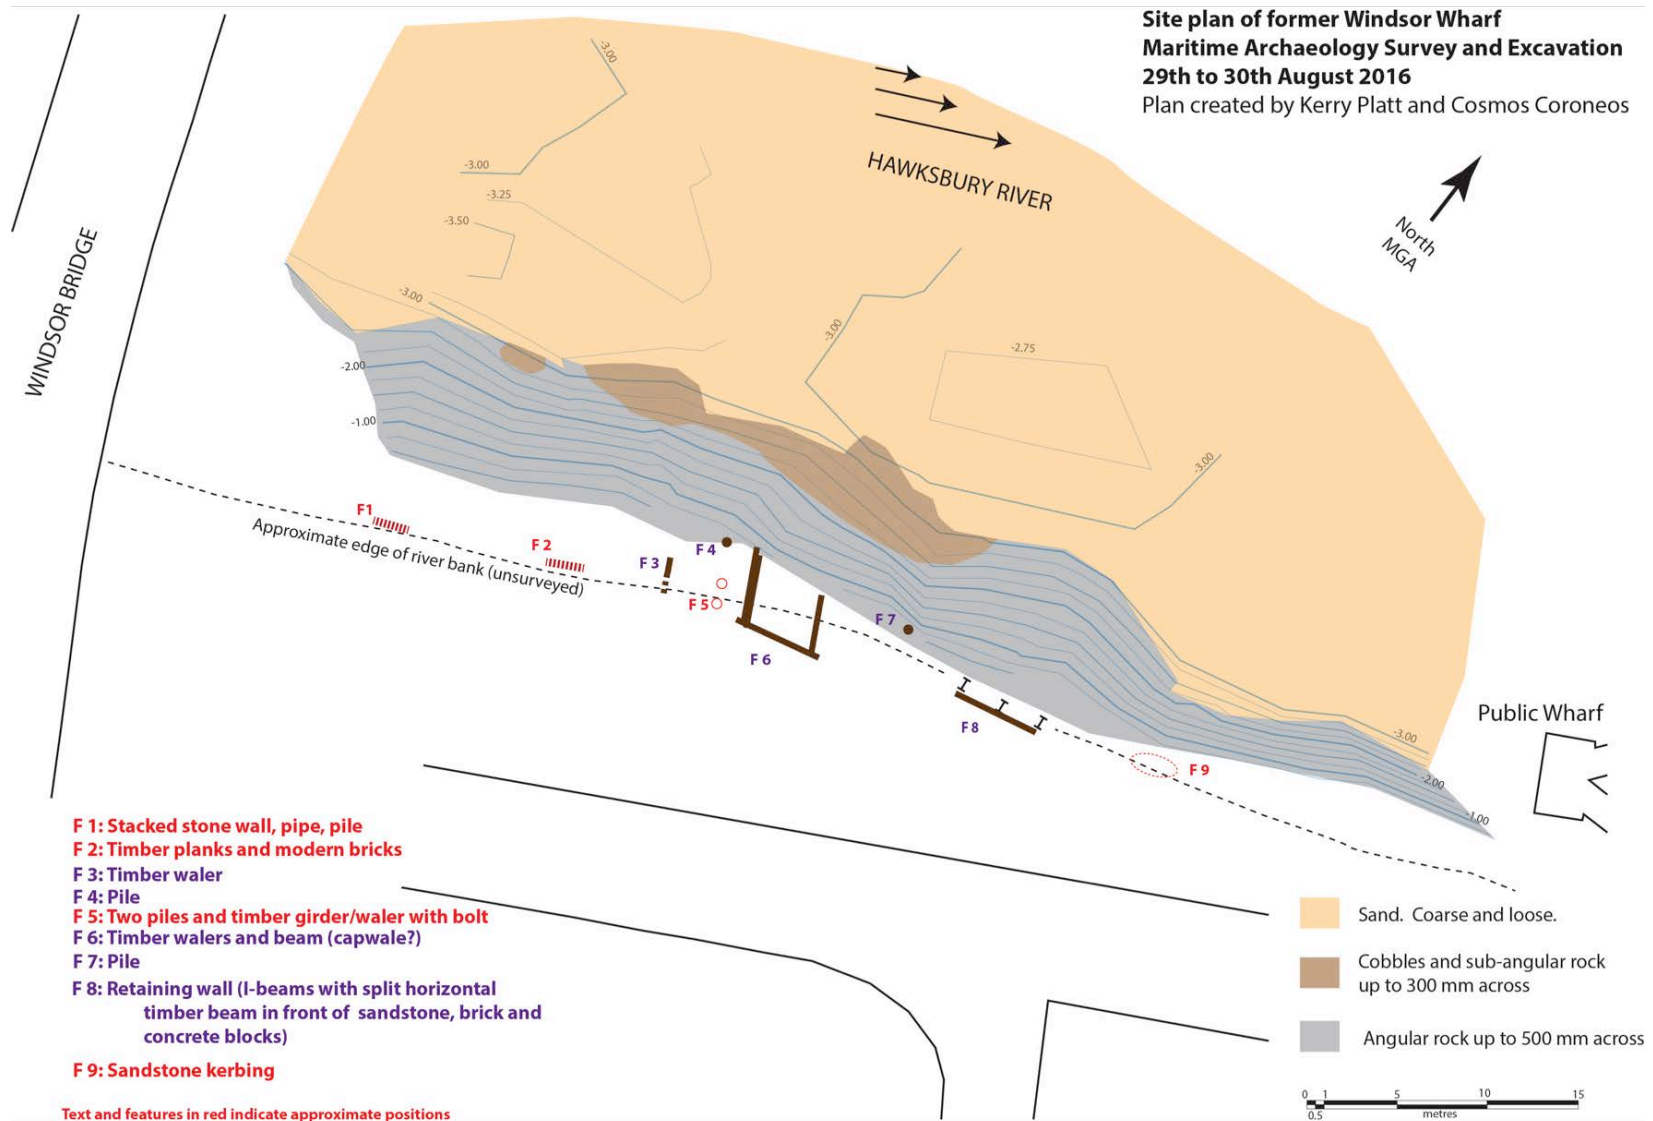 Site plan of former Windsor Wharf
Maritime Archaeology Survey and Excavation
29th to 30th August 2016
Plan created by Kerry Platt and Cosmos Coroneos
North
MGA
HAWKSBURY RIVER
WINDSOR BRIDGE
-3.00
-3.00
-3.25
-3.50
-3.00
-3.00
-2.75
-2.00
-1.00
-3.00
F1
Approximate edge of river bank (unsurveyed)
F 2
F 3
F 4
F 5
F 6
F 7
F 8
F 9
Public Wharf
-3.00
-2.00
-1.00
F 1: Stacked stone wall, pipe, pile
F 2: Timber planks and modern bricks
F 3: Timber waler
F 4: Pile
F 5: Two piles and timber girder/waler with bolt
F 6: Timber walers and beam (capwale?)
F 7: Pile
F 8: Retaining wall (I-beams with split horizontal
timber beam in front of sandstone, brick and
concrete blocks)
F 9: Sandstone kerbing
Text and features in red indicate approximate positions
Sand. Coarse and loose.
Cobbles and sub-angular rock
up to 300 mm across
Angular rock up to 500 mm across
0 1 5 10 15
0.5 metres